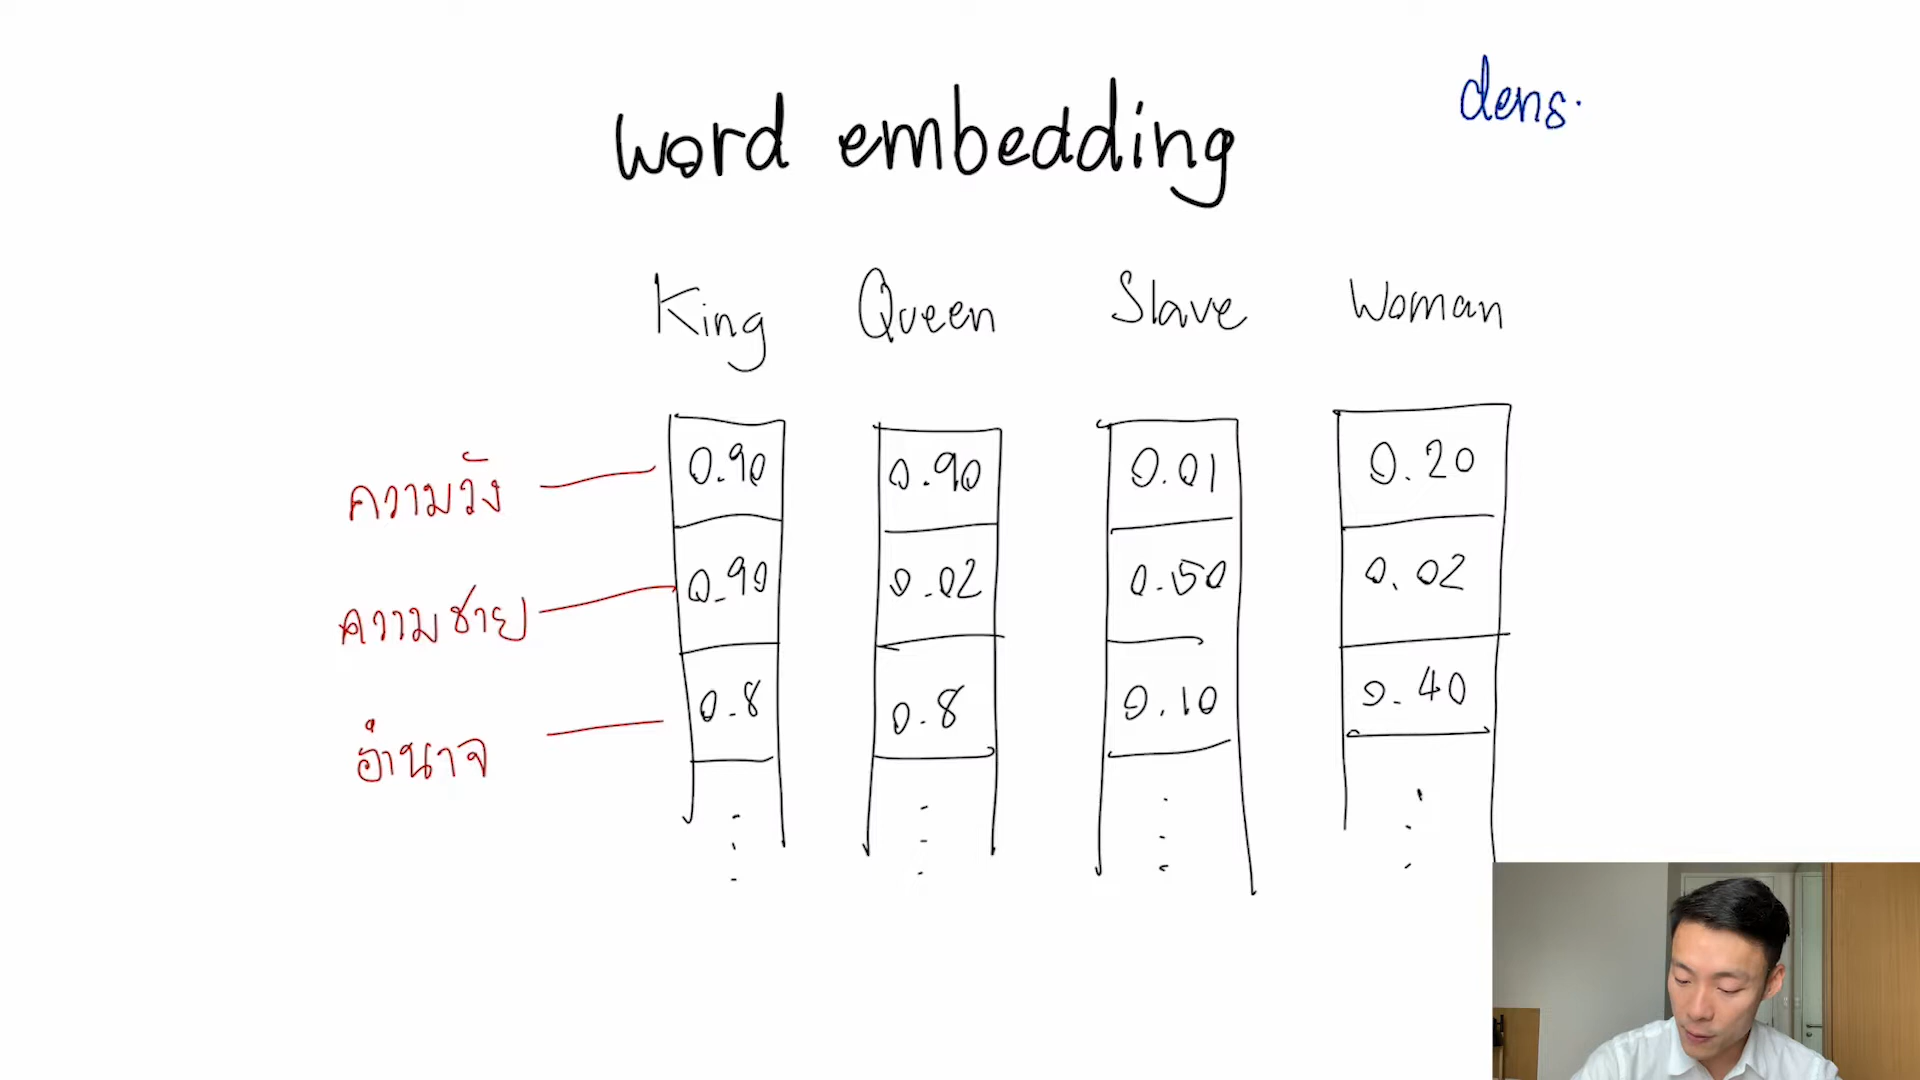 dens
word embedding
King Queen Slave Woman
ความวัง 0.90 0.90 0.01 0.20
ความชาย 0.90 0.02 0.50 0.02
อำนาจ 0.8 0.8 0.10 0.40